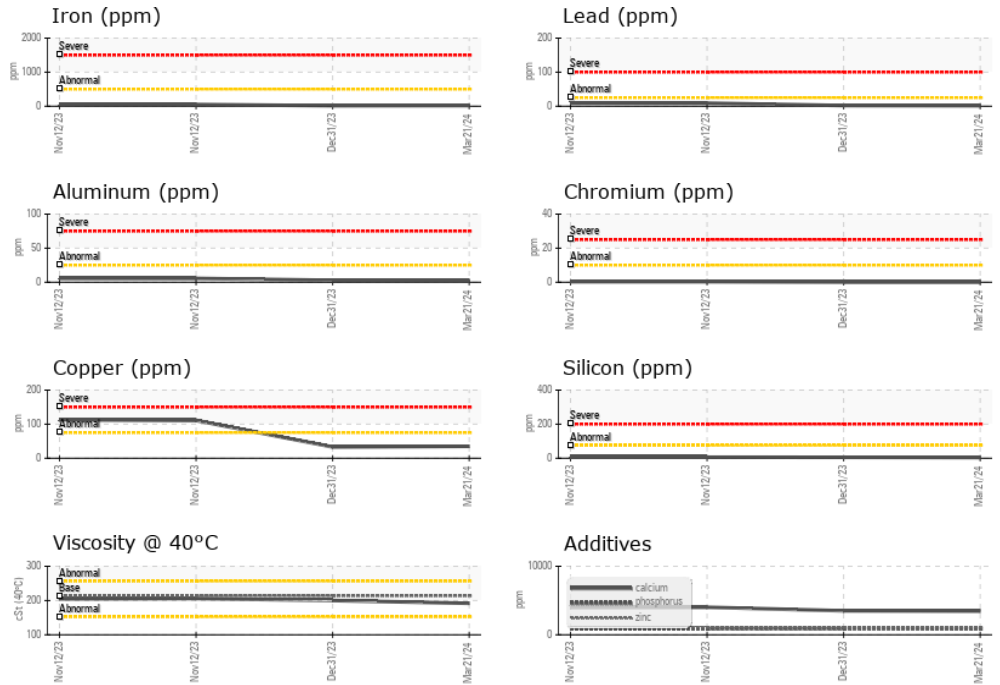 Iron (ppm)
2000
1000
0
ppm
Severe
Abnormal
Nov12/23
Nov12/23
Dec31/23
Mar21/24
Lead (ppm)
200
100
0
ppm
Severe
Abnormal
Nov12/23
Nov12/23
Dec31/23
Mar21/24
Aluminum (ppm)
100
50
0
ppm
Severe
Abnormal
Nov12/23
Nov12/23
Dec31/23
Mar21/24
Chromium (ppm)
40
20
0
ppm
Severe
Abnormal
Nov12/23
Nov12/23
Dec31/23
Mar21/24
Copper (ppm)
200
100
0
ppm
Severe
Abnormal
Nov12/23
Nov12/23
Dec31/23
Mar21/24
Silicon (ppm)
400
200
0
ppm
Severe
Abnormal
Nov12/23
Nov12/23
Dec31/23
Mar21/24
Viscosity @ 40°C
300
200
100
cSt (40°C)
Abnormal
Base
Abnormal
Nov12/23
Nov12/23
Dec31/23
Mar21/24
Additives
10000
5000
0
ppm
calcium
phosphorus
zinc
Nov12/23
Nov12/23
Dec31/23
Mar21/24